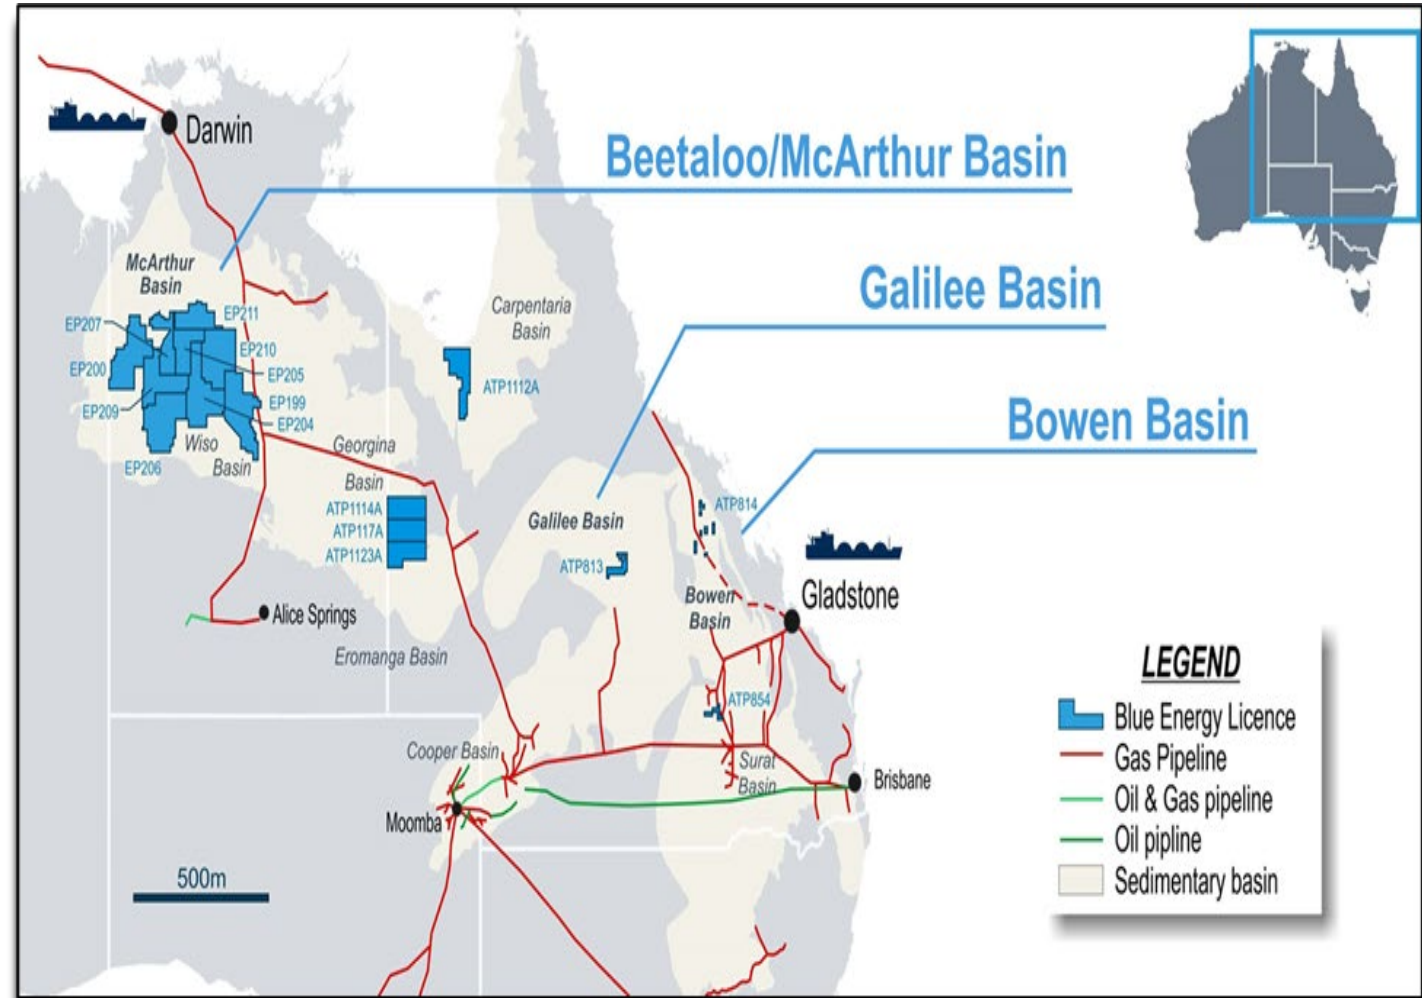 Darwin
Beetaloo/McArthur Basin
McArthur
Basin
Galilee Basin
Carpentaria
Basin
EP211
EP207
EP210
EP200
EP205
ATP1112A
EP199
EP209
EP204
Bowen Basin
Wiso
Basin
Georgina
Basin
EP206
ATP1114A
ATP117A
ATP1123A
Galilee Basin
ATP814
ATP813
Bowen
Basin
Gladstone
Alice Springs
Eromanga Basin
ATP854
Cooper Basin
Surat
Basin
Brisbane
Moomba
500m
LEGEND
Blue Energy Licence
Gas Pipeline
Oil & Gas pipeline
Oil pipline
Sedimentary basin